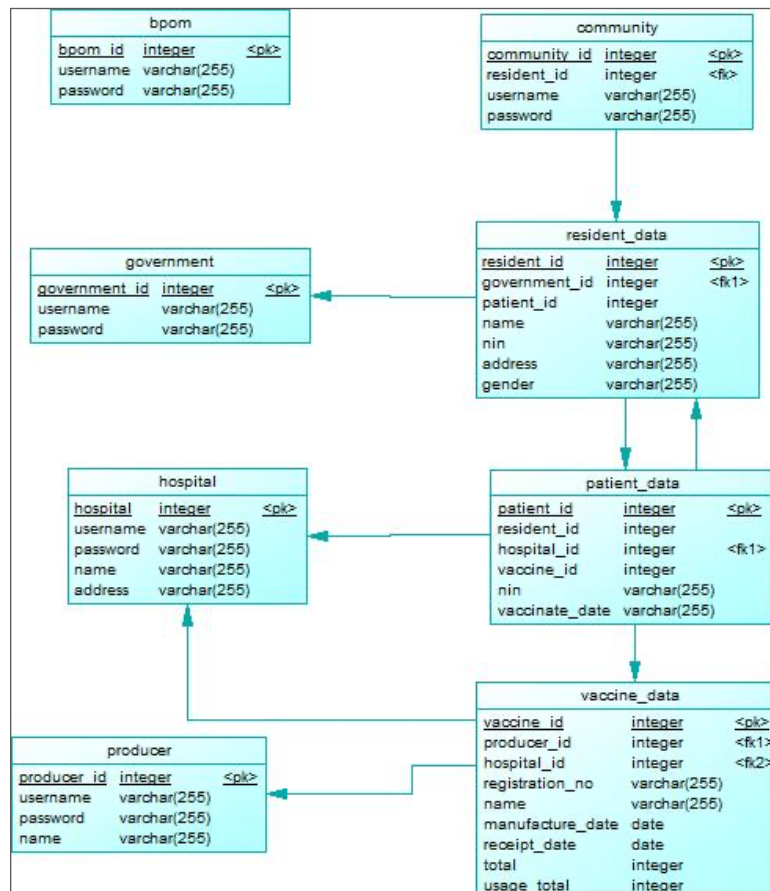 bpom
bpom_id integer <pk>
username varchar(255)
password varchar(255)
community
community_id integer <pk>
resident_id integer <fk>
username varchar(255)
password varchar(255)
resident_data
resident_id integer <pk>
government_id integer <fk1>
patient_id integer
name varchar(255)
nin varchar(255)
address varchar(255)
gender varchar(255)
government
government_id integer <pk>
username varchar(255)
password varchar(255)
hospital
hospital integer <pk>
username varchar(255)
password varchar(255)
name varchar(255)
address varchar(255)
patient_data
patient_id integer <pk>
resident_id integer
hospital_id integer <fk1>
vaccine_id integer
nin varchar(255)
vaccinate_date varchar(255)
vaccine_data
vaccine_id integer <pk>
producer_id integer <fk1>
hospital_id integer <fk2>
registration_no varchar(255)
name varchar(255)
manufacture_date date
receipt_date date
total integer
usage_total integer
producer
producer_id integer <pk>
username varchar(255)
password varchar(255)
name varchar(255)